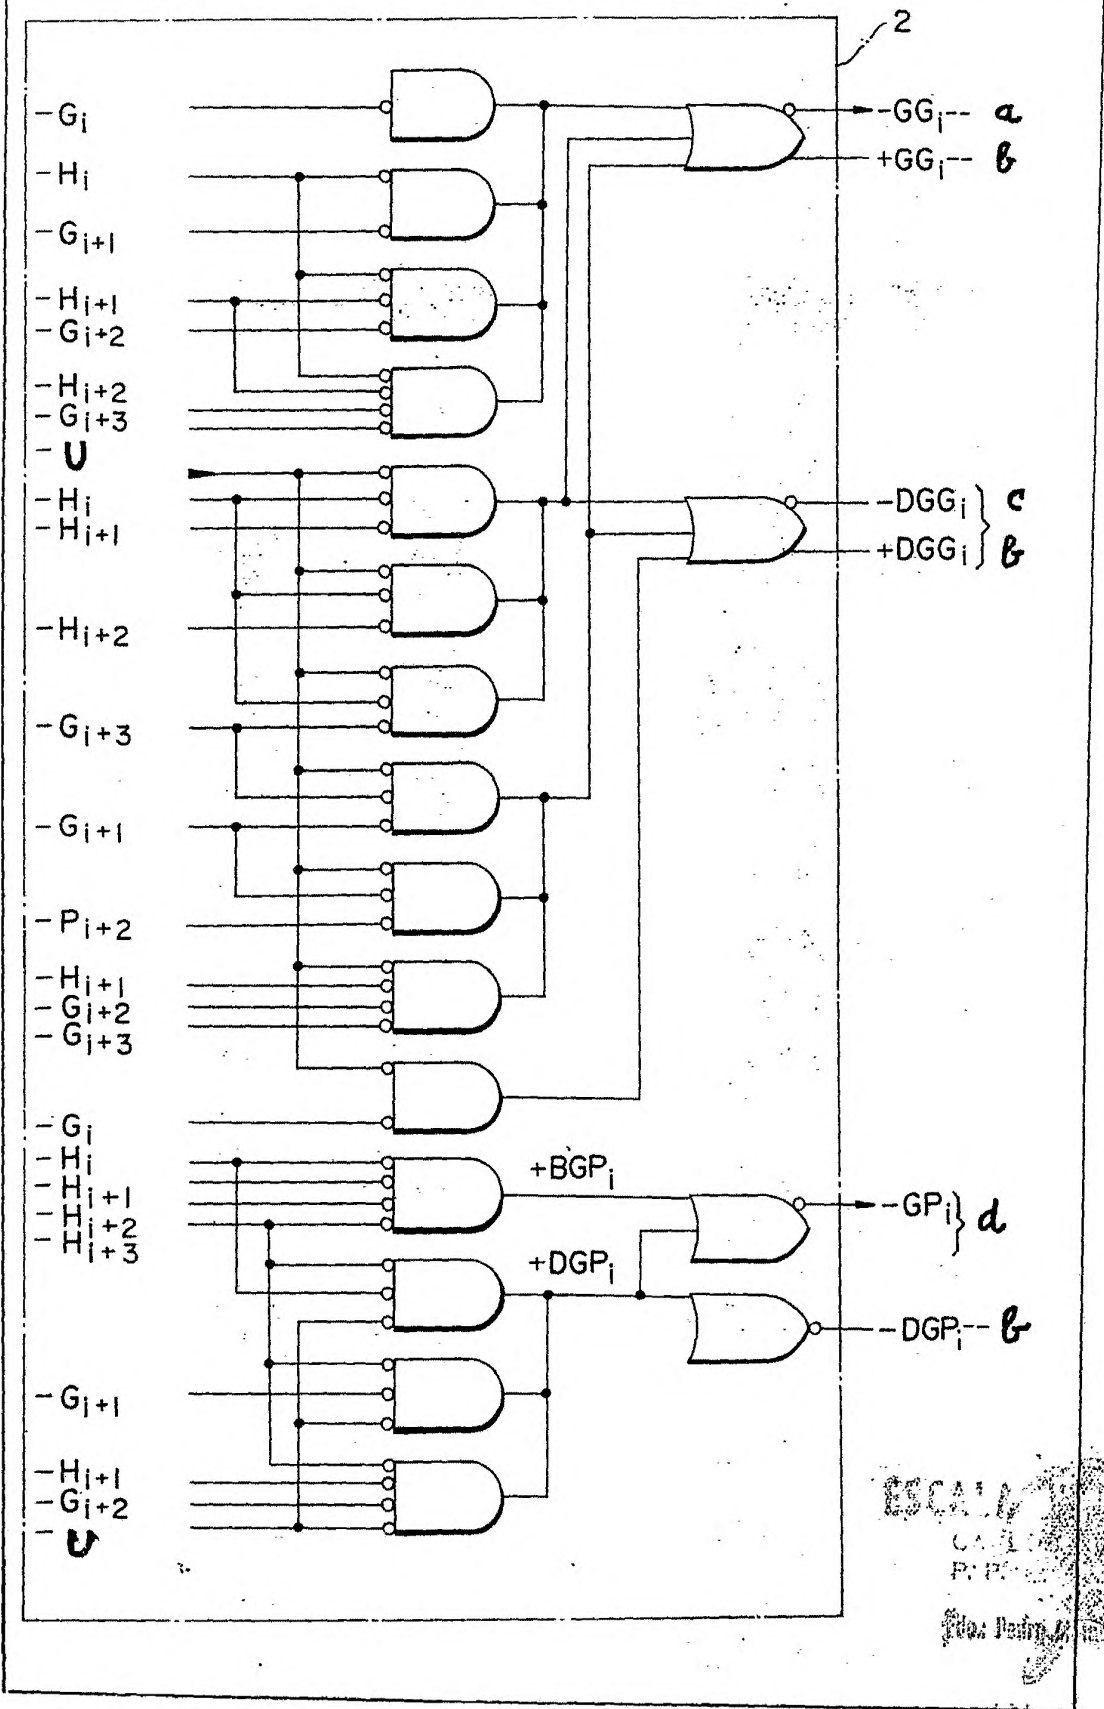 2
-Gi
-GGi-- a
+GGi-- b
-Hi
-Gi+1
-Hi+1
-Gi+2
-Hi+2
-Gi+3
-U
-Hi
-Hi+1
-DGGi } c
+DGGi } b
-Hi+2
-Gi+3
-Gi+1
-Pi+2
-Hi+1
-Gi+2
-Gi+3
-Gi
-Hi
-Hi+1
-Hi+2
-Hi+3
+BGPi
-GPi } d
+DGPi
-DGPi-- b
-Gi+1
-Hi+1
-Gi+2
-U
ESCALA